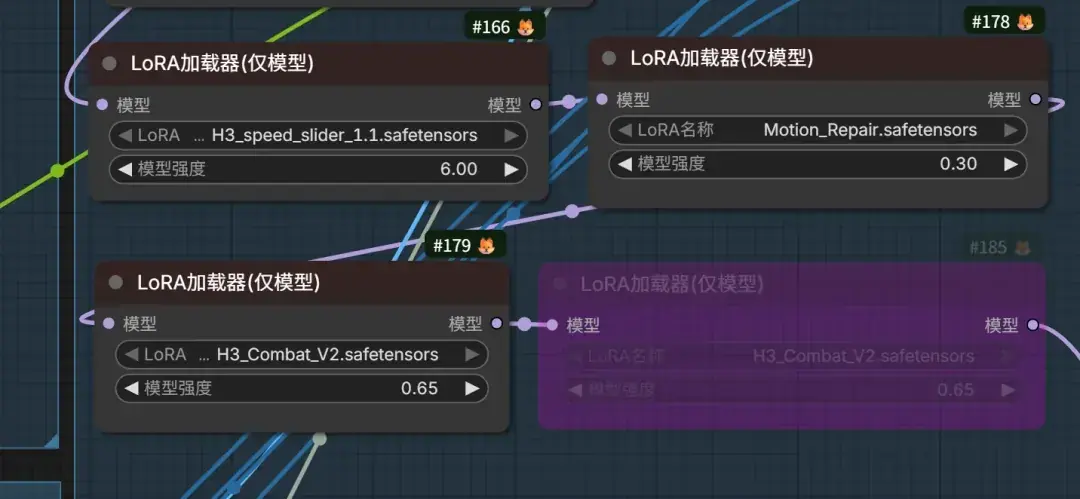 #166
LoRA加载器(仅模型)
模型 模型
LoRA ... H3_speed_slider_1.1.safetensors
模型强度 6.00
#178
LoRA加载器(仅模型)
模型 模型
LoRA名称 Motion_Repair.safetensors
模型强度 0.30
#179
LoRA加载器(仅模型)
模型 模型
LoRA ... H3_Combat_V2.safetensors
模型强度 0.65
#185
LoRA加载器(仅模型)
模型 模型
LoRA名称 H3_Combat_V2.safetensors
模型强度 0.65